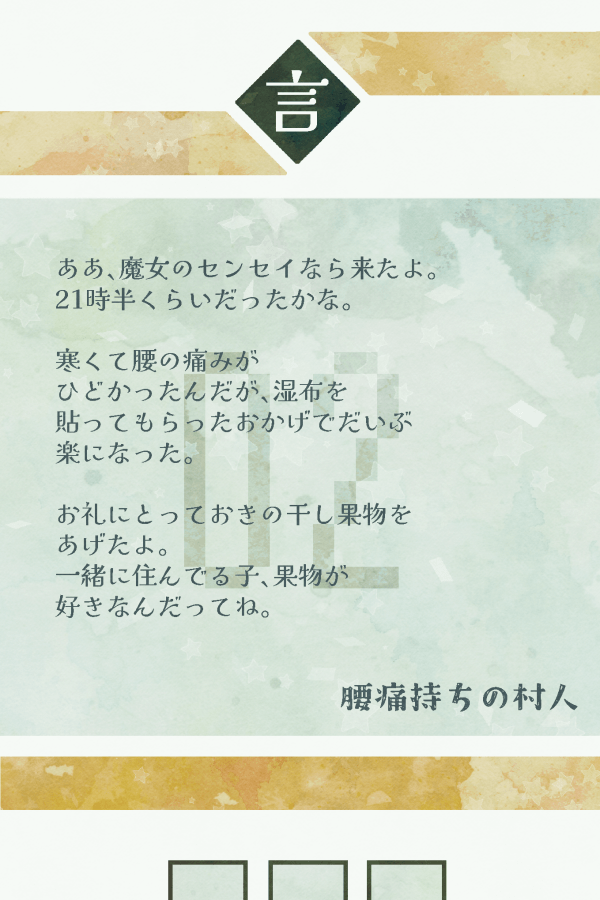 言
ああ、魔女のセンセイなら来たよ。
21時半くらいだったかな。
寒くて腰の痛みが
ひどかったんだが、湿布を
貼ってもらったおかげでだいぶ
楽になった。
お礼にとっておきの干し果物を
あげたよ。
一緒に住んでる子、果物が
好きなんだってね。
02
腰痛持ちの村人